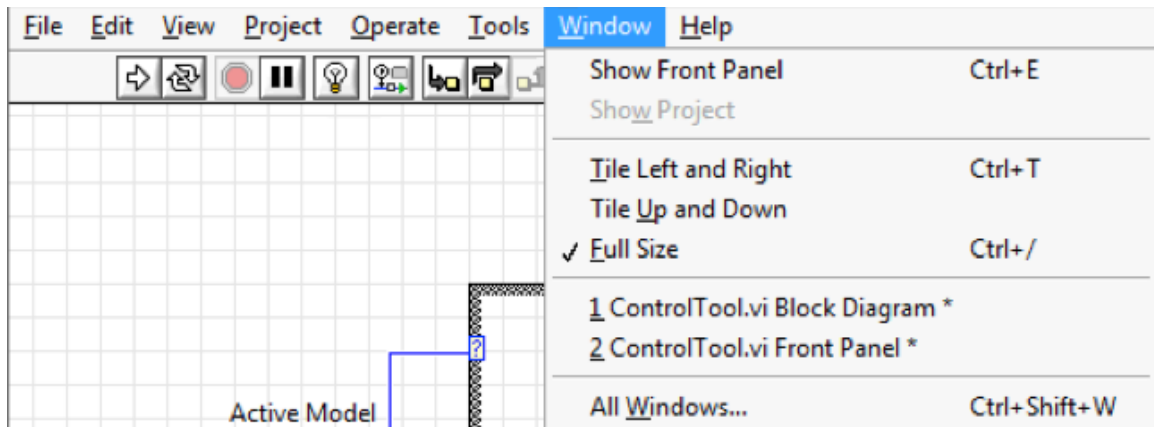 File Edit View Project Operate Tools Window Help
Show Front Panel Ctrl+E
Show Project
Tile Left and Right Ctrl+T
Tile Up and Down
Full Size Ctrl+/
1 ControlTool.vi Block Diagram *
2 ControlTool.vi Front Panel *
?
Active Model
All Windows... Ctrl+Shift+W